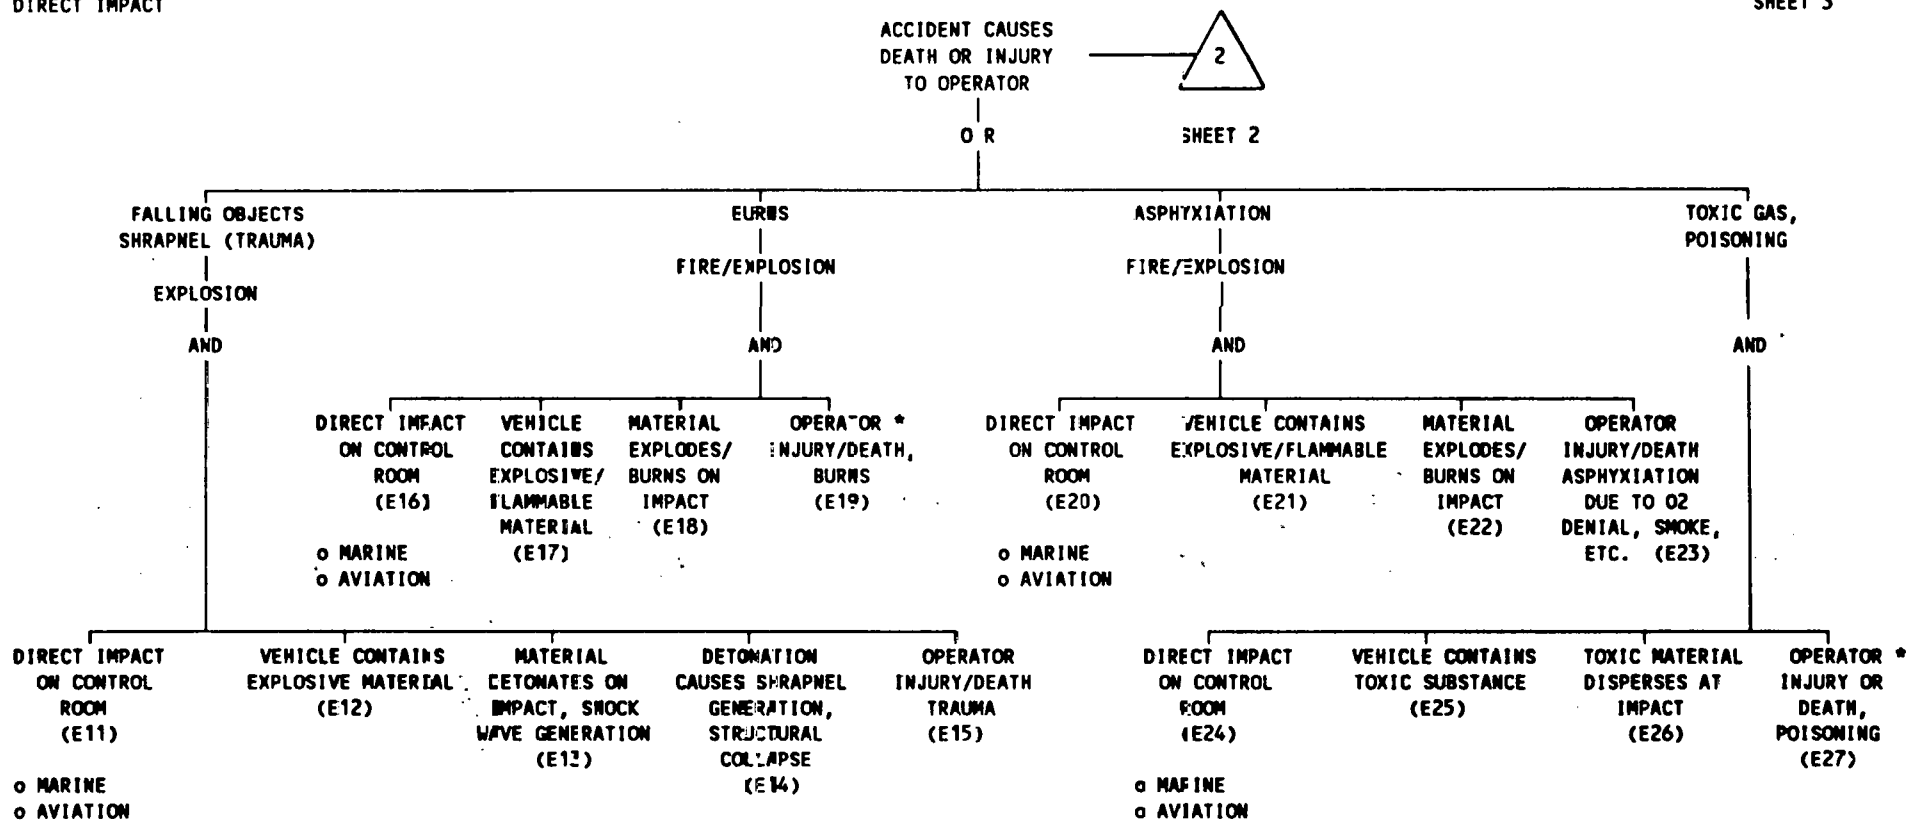 DIRECT IMPACT
SHEET 3
ACCIDENT CAUSES
DEATH OR INJURY
TO OPERATOR
2
OR
SHEET 2
FALLING OBJECTS
SHRAPNEL (TRAUMA)
EXPLOSION
AND
BURNS
FIRE/EXPLOSION
AND
ASPHYXIATION
FIRE/EXPLOSION
AND
TOXIC GAS,
POISONING
AND
DIRECT IMPACT
ON CONTROL
ROOM
(E16)
o MARINE
o AVIATION
VEHICLE
CONTAINS
EXPLOSIVE/
FLAMMABLE
MATERIAL
(E17)
MATERIAL
EXPLODES/
BURNS ON
IMPACT
(E18)
OPERATOR *
INJURY/DEATH,
BURNS
(E19)
DIRECT IMPACT
ON CONTROL
ROOM
(E20)
o MARINE
o AVIATION
VEHICLE CONTAINS
EXPLOSIVE/FLAMMABLE
MATERIAL
(E21)
MATERIAL
EXPLODES/
BURNS ON
IMPACT
(E22)
OPERATOR
INJURY/DEATH
ASPHYXIATION
DUE TO O2
DENIAL, SMOKE,
ETC. (E23)
DIRECT IMPACT
ON CONTROL
ROOM
(E11)
o MARINE
o AVIATION
VEHICLE CONTAINS
EXPLOSIVE MATERIAL
(E12)
MATERIAL
DETONATES ON
IMPACT, SHOCK
WAVE GENERATION
(E13)
DETONATION
CAUSES SHRAPNEL
GENERATION,
STRUCTURAL
COLLAPSE
(E14)
OPERATOR
INJURY/DEATH
TRAUMA
(E15)
DIRECT IMPACT
ON CONTROL
ROOM
(E24)
o MARINE
o AVIATION
VEHICLE CONTAINS
TOXIC SUBSTANCE
(E25)
TOXIC MATERIAL
DISPERSES AT
IMPACT
(E26)
OPERATOR *
INJURY OR
DEATH,
POISONING
(E27)